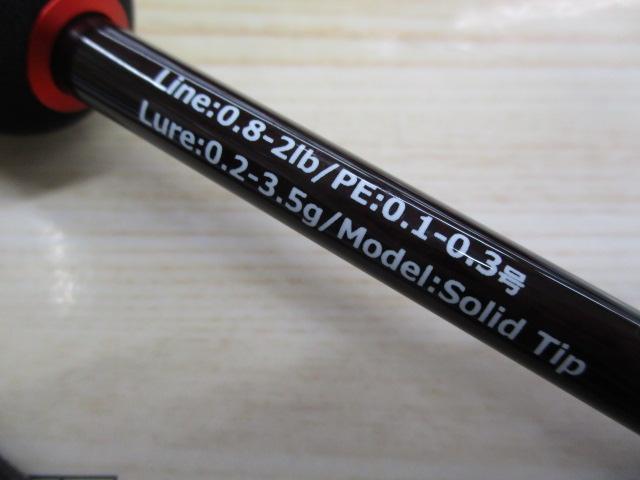 Line:0.8-2lb/PE:0.1-0.3号
Lure:0.2-3.5g/Model:Solid Tip